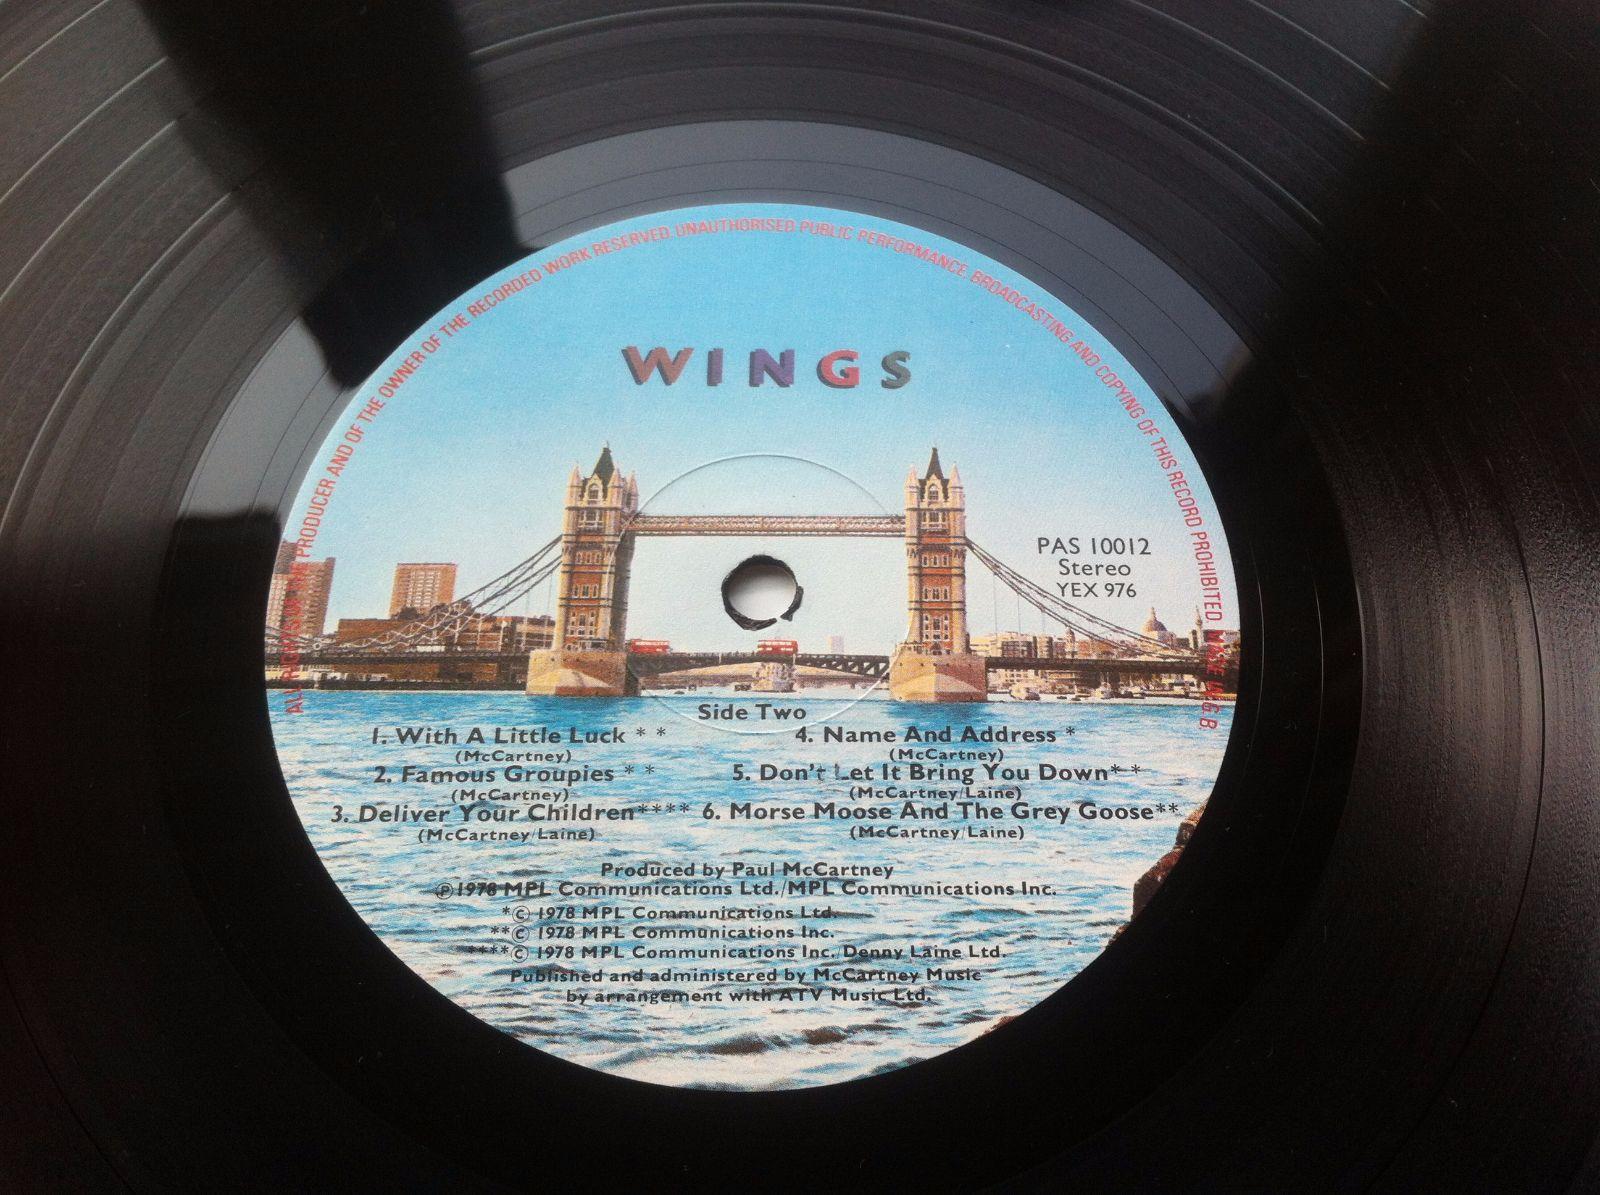 ALL RIGHTS OF THE PRODUCER AND OF THE OWNER OF THE RECORDED WORK RESERVED. UNAUTHORISED PUBLIC PERFORMANCE, BROADCASTING AND COPYING OF THIS RECORD PROHIBITED. MADE IN G.B.
WINGS
PAS 10012
Stereo
YEX 976
Side Two
1. With A Little Luck * *
(McCartney)
2. Famous Groupies * *
(McCartney)
3. Deliver Your Children****
(McCartney/Laine)
4. Name And Address *
(McCartney)
5. Don't Let It Bring You Down**
(McCartney/Laine)
6. Morse Moose And The Grey Goose**
(McCartney/Laine)
Produced by Paul McCartney
℗1978 MPL Communications Ltd./MPL Communications Inc.
*© 1978 MPL Communications Ltd.
**© 1978 MPL Communications Inc.
****© 1978 MPL Communications Inc./Denny Laine Ltd.
Published and administered by McCartney Music
by arrangement with ATV Music Ltd.